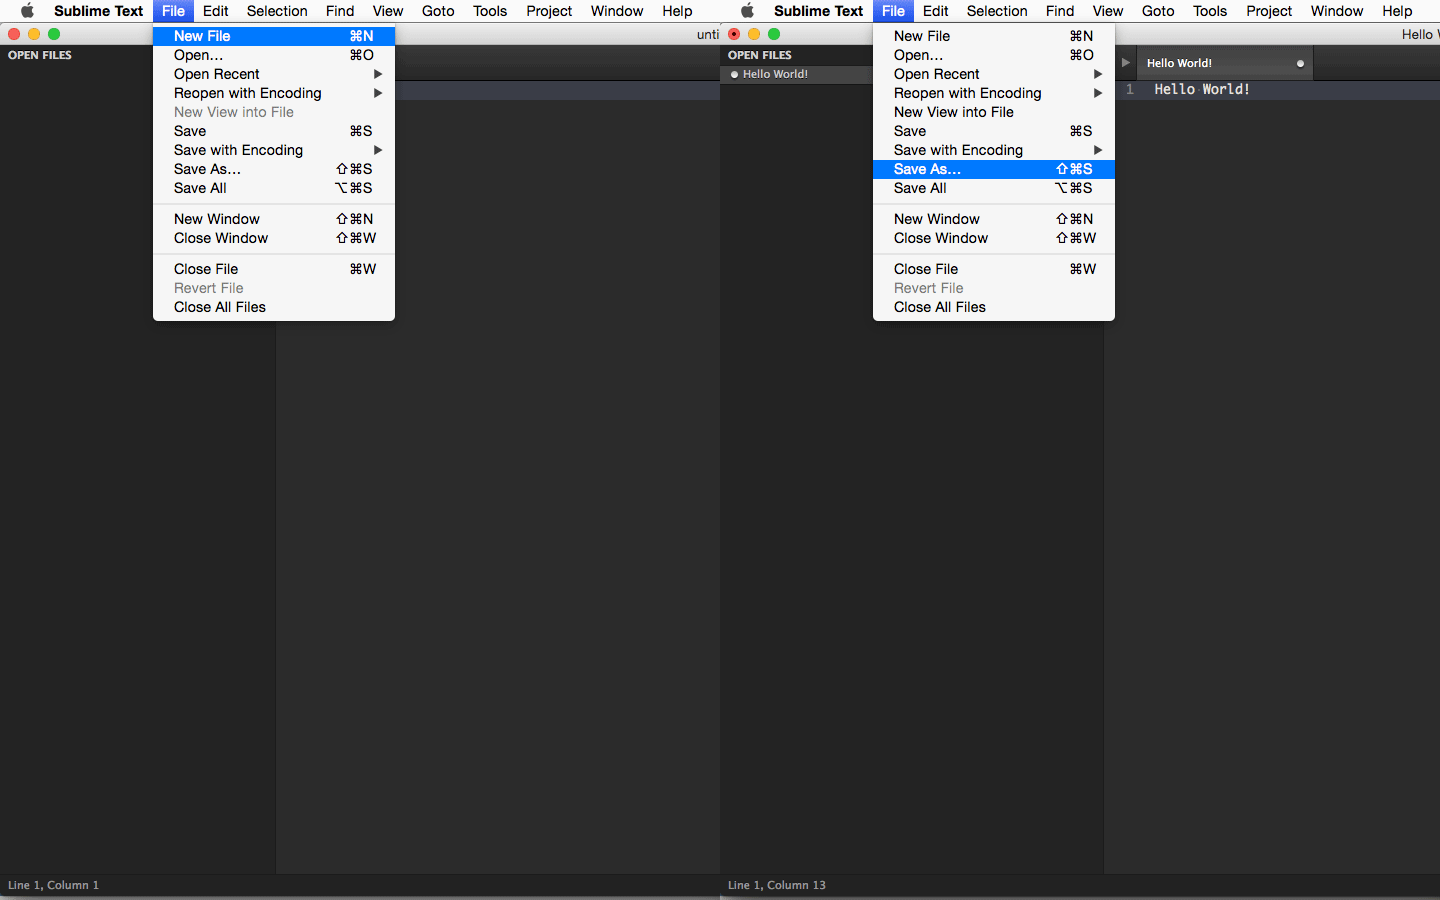 Sublime Text File Edit Selection Find View Goto Tools Project Window Help
OPEN FILES
New File ⌘N
Open... ⌘O
Open Recent ▶
Reopen with Encoding ▶
New View into File
Save ⌘S
Save with Encoding ▶
Save As... ⇧⌘S
Save All ⌥⌘S
New Window ⇧⌘N
Close Window ⇧⌘W
Close File ⌘W
Revert File
Close All Files
unti
Line 1, Column 1
Sublime Text File Edit Selection Find View Goto Tools Project Window Help
OPEN FILES
Hello World!
New File ⌘N
Open... ⌘O
Open Recent ▶
Reopen with Encoding ▶
New View into File
Save ⌘S
Save with Encoding ▶
Save As... ⇧⌘S
Save All ⌥⌘S
New Window ⇧⌘N
Close Window ⇧⌘W
Close File ⌘W
Revert File
Close All Files
Hello
Hello World!
1 Hello World!
Line 1, Column 13